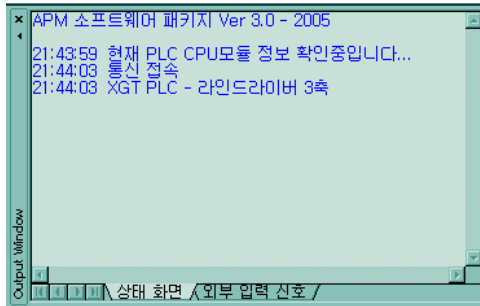 APM 소프트웨어 패키지 Ver 3.0 - 2005
21:43:59 현재 PLC CPU모듈 정보 확인중입니다...
21:44:03 통신 접속
21:44:03 XGT PLC - 라인드라이버 3축
Output Window
상태 화면 외부 입력 신호